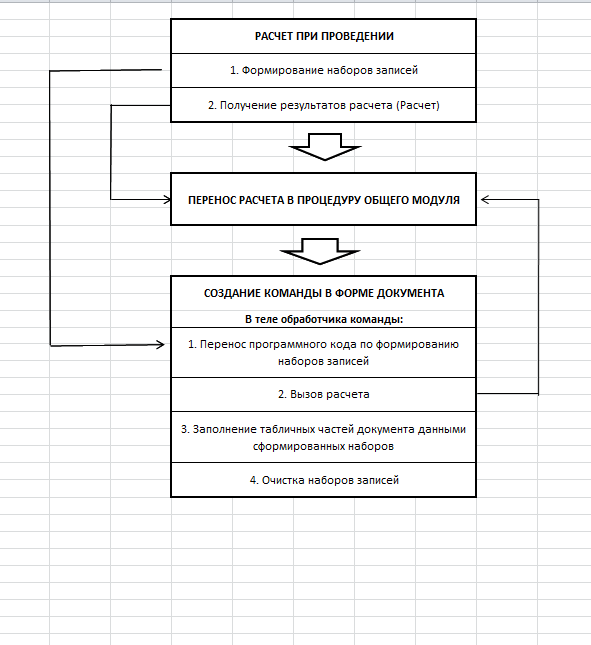 РАСЧЕТ ПРИ ПРОВЕДЕНИИ
1. Формирование наборов записей
2. Получение результатов расчета (Расчет)
ПЕРЕНОС РАСЧЕТА В ПРОЦЕДУРУ ОБЩЕГО МОДУЛЯ
СОЗДАНИЕ КОМАНДЫ В ФОРМЕ ДОКУМЕНТА
В теле обработчика команды:
1. Перенос программного кода по формированию
наборов записей
2. Вызов расчета
3. Заполнение табличных частей документа данными
сформированных наборов
4. Очистка наборов записей